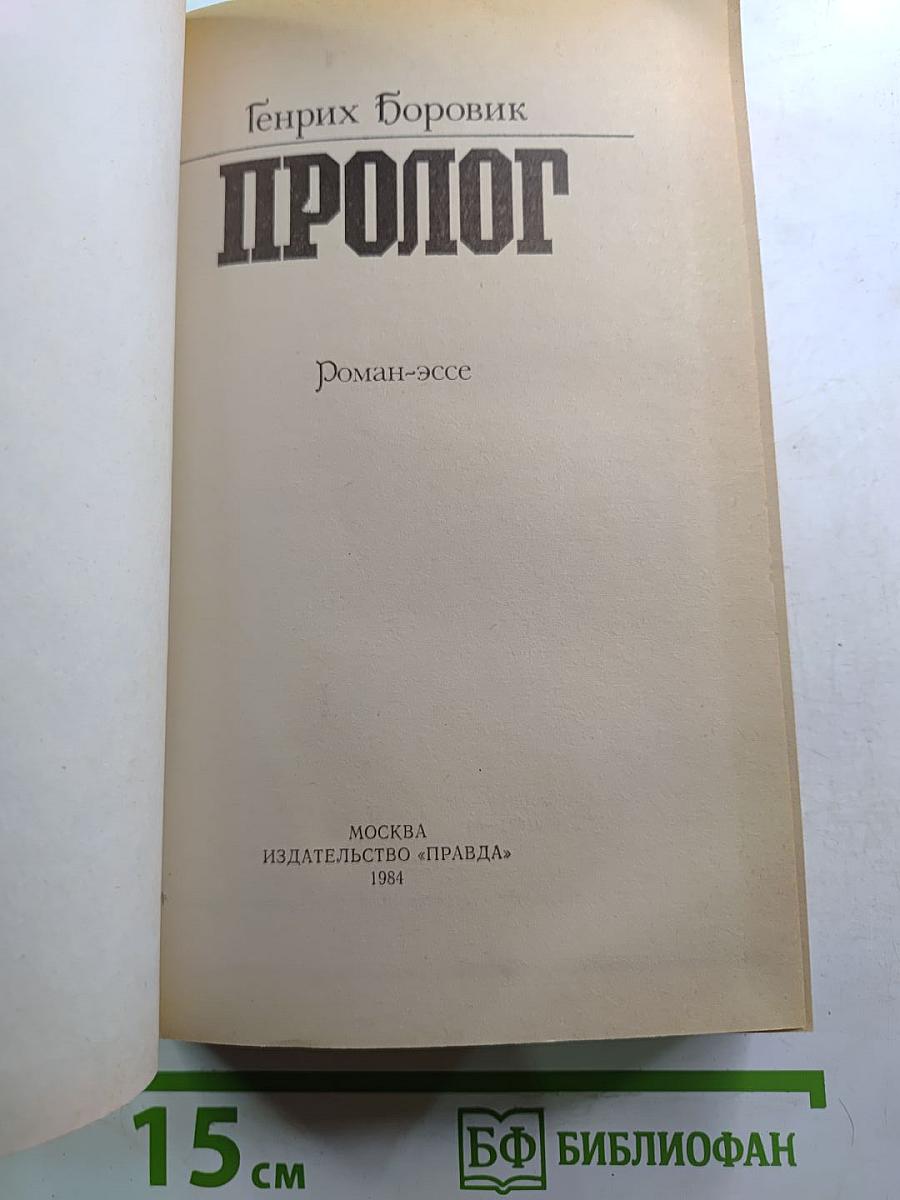 Генрих Боровик
ПРОЛОГ
Роман-эссе
МОСКВА
ИЗДАТЕЛЬСТВО «ПРАВДА»
1984
15 см
БФ БИБЛИОФАН